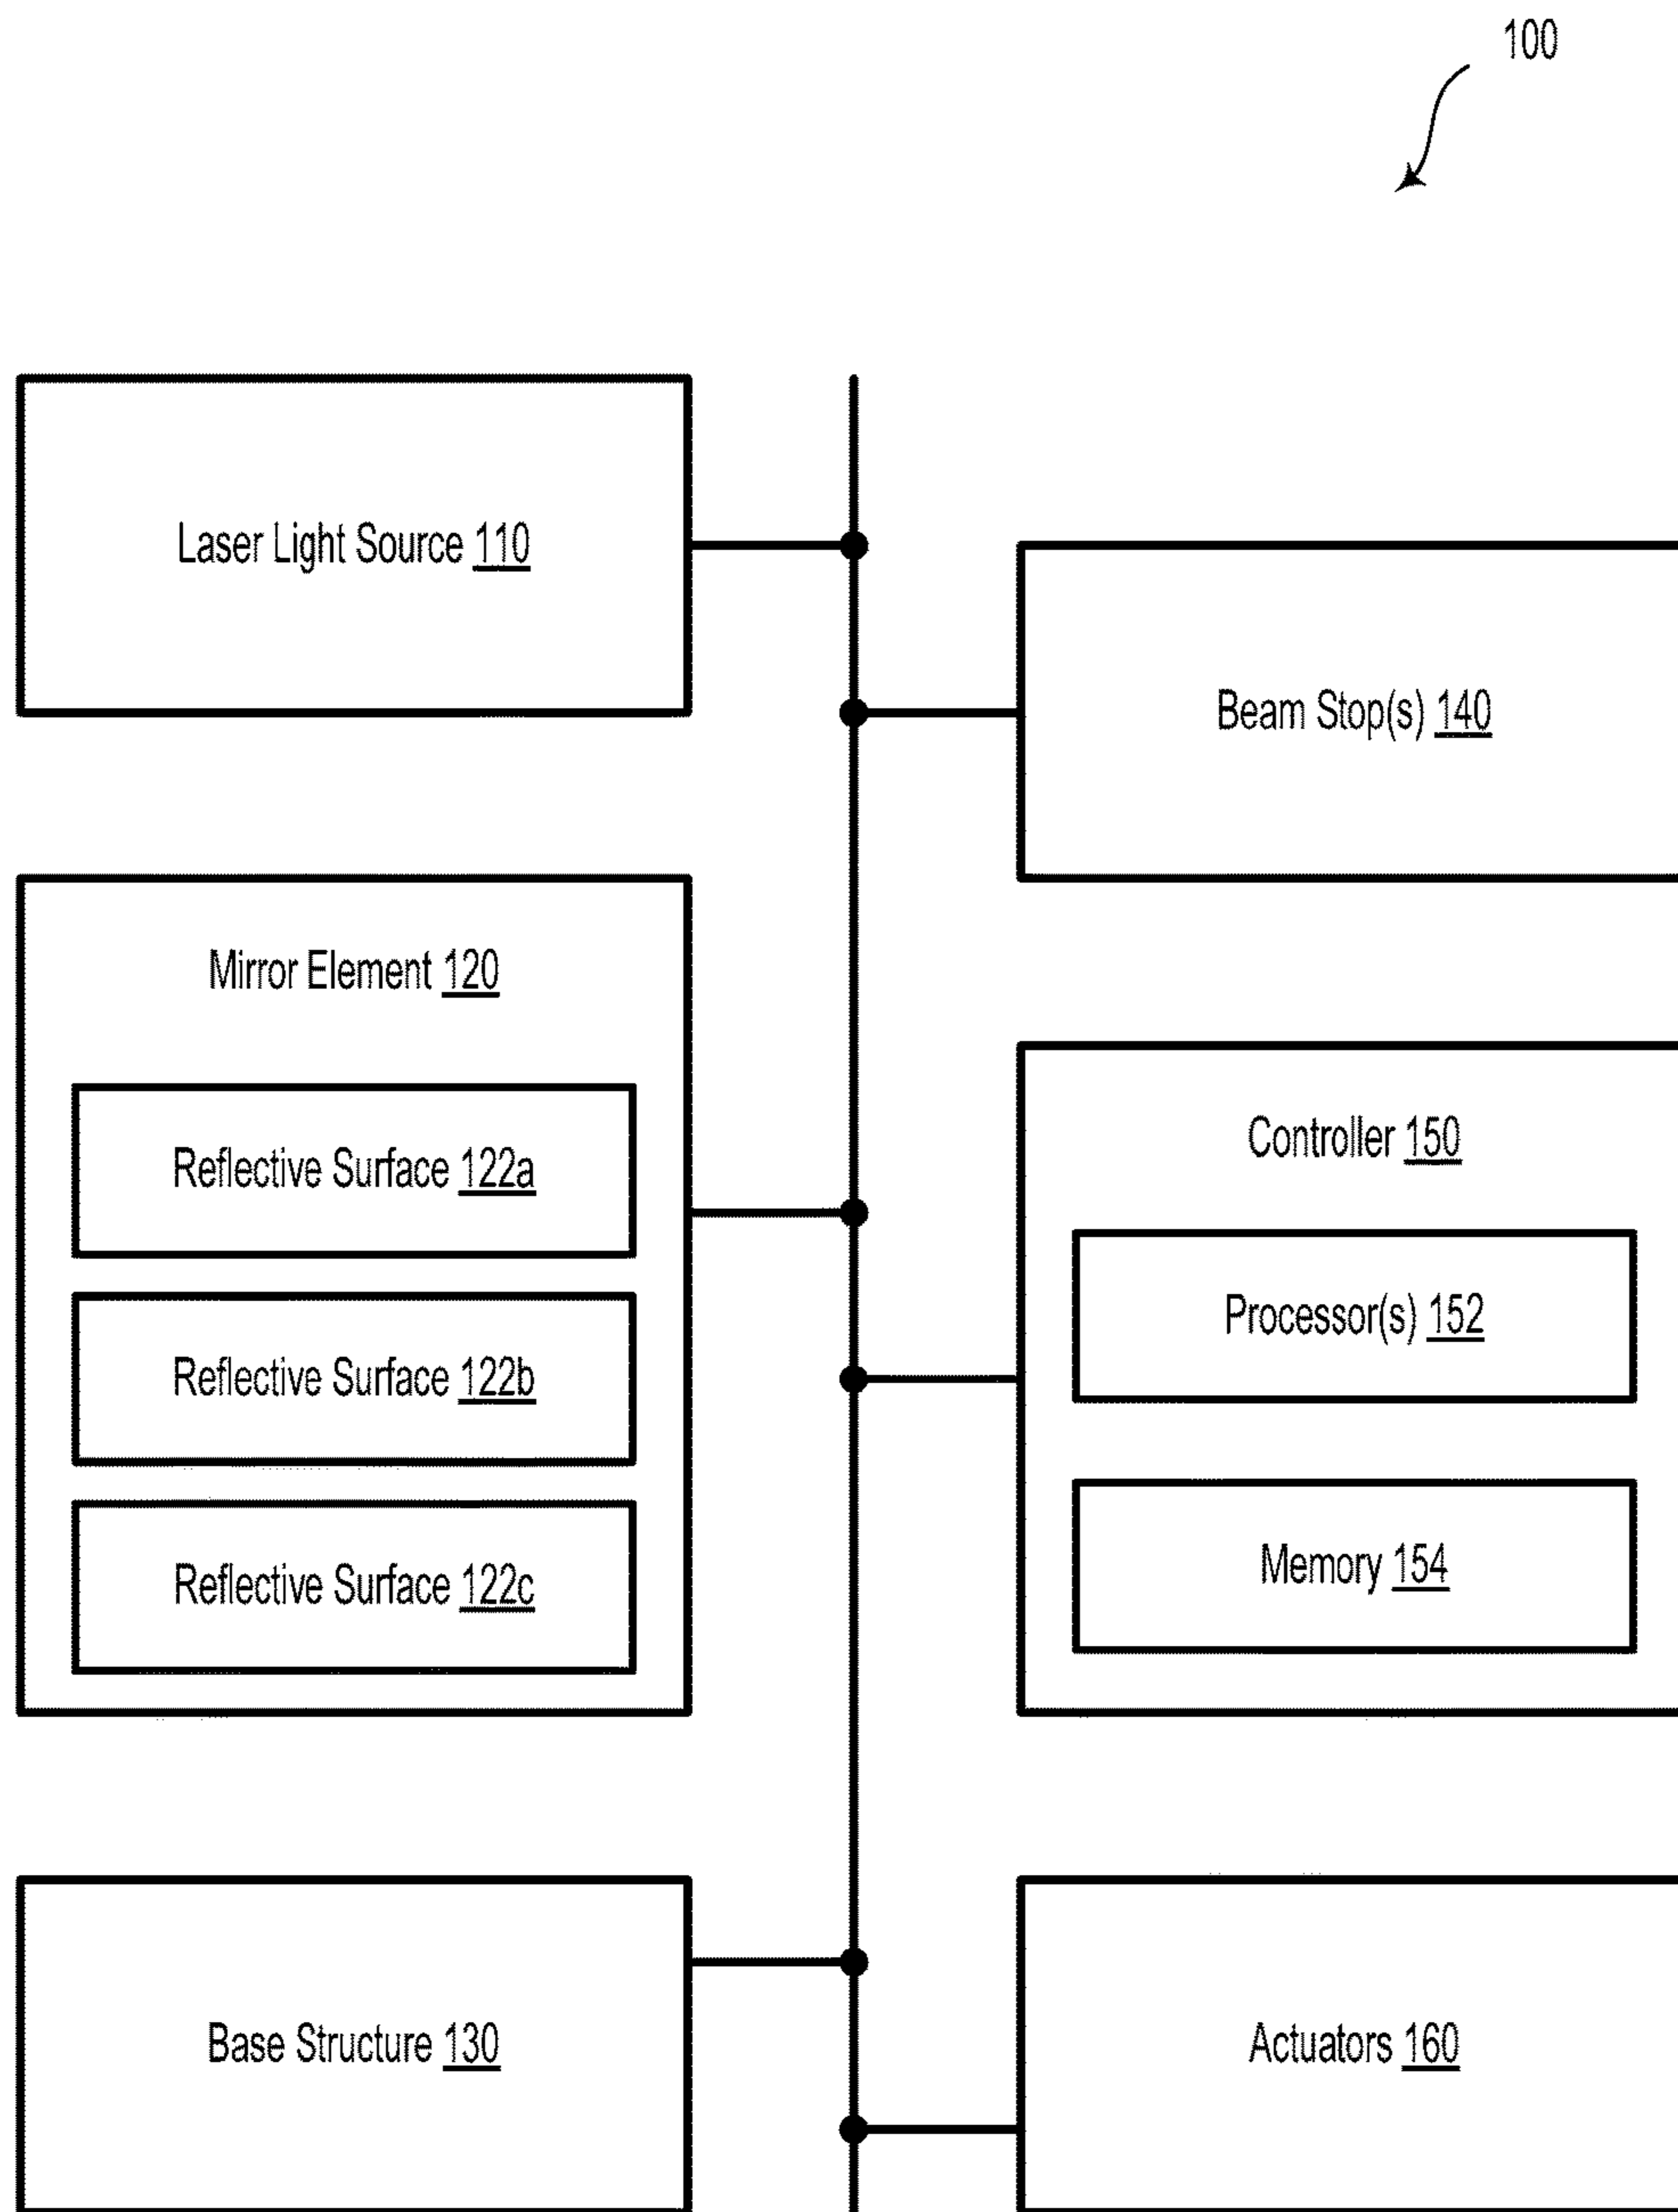 100
Laser Light Source 110
Beam Stop(s) 140
Mirror Element 120
Reflective Surface 122a
Reflective Surface 122b
Reflective Surface 122c
Controller 150
Processor(s) 152
Memory 154
Base Structure 130
Actuators 160